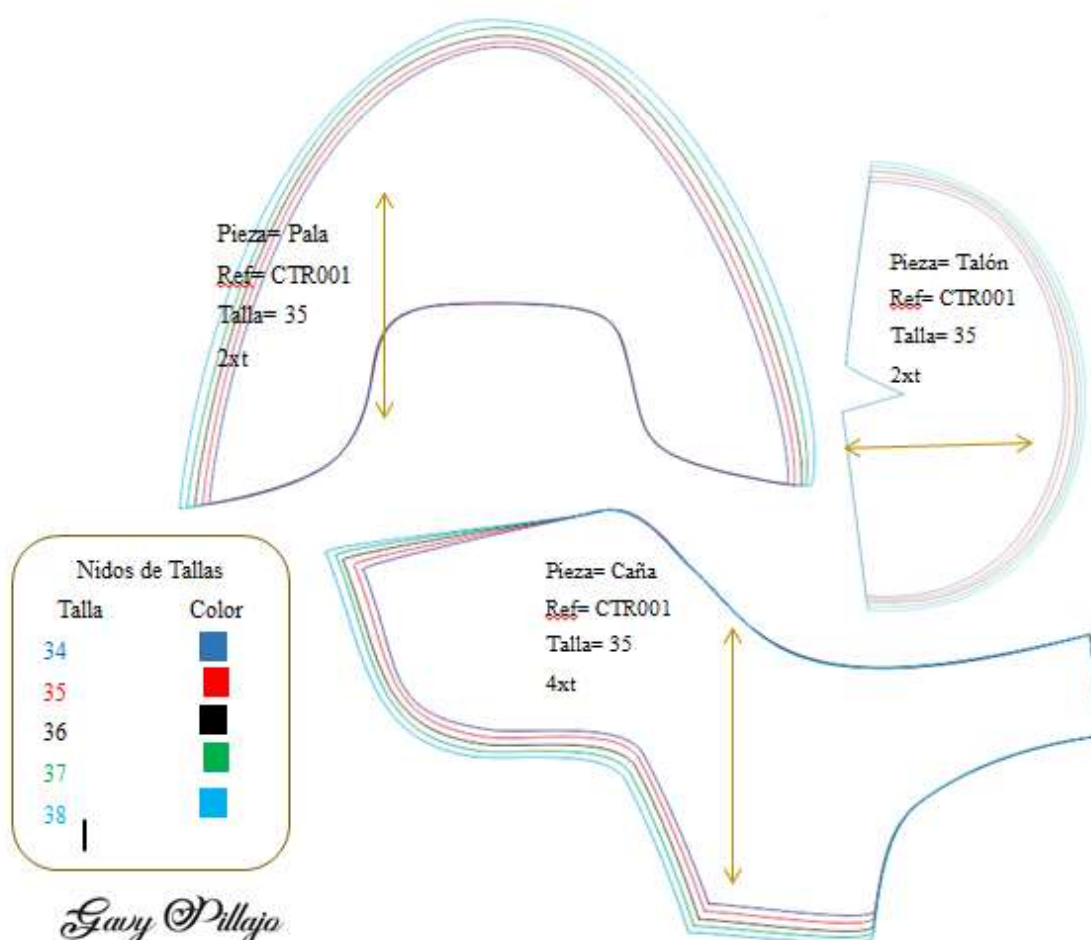 Pieza= Pala
Ref= CTR001
Talla= 35
2xt
Pieza= Talón
Ref= CTR001
Talla= 35
2xt
Pieza= Caña
Ref= CTR001
Talla= 35
4xt
Nidos de Tallas
Talla Color
34
35
36
37
38
Gavy Pillajo